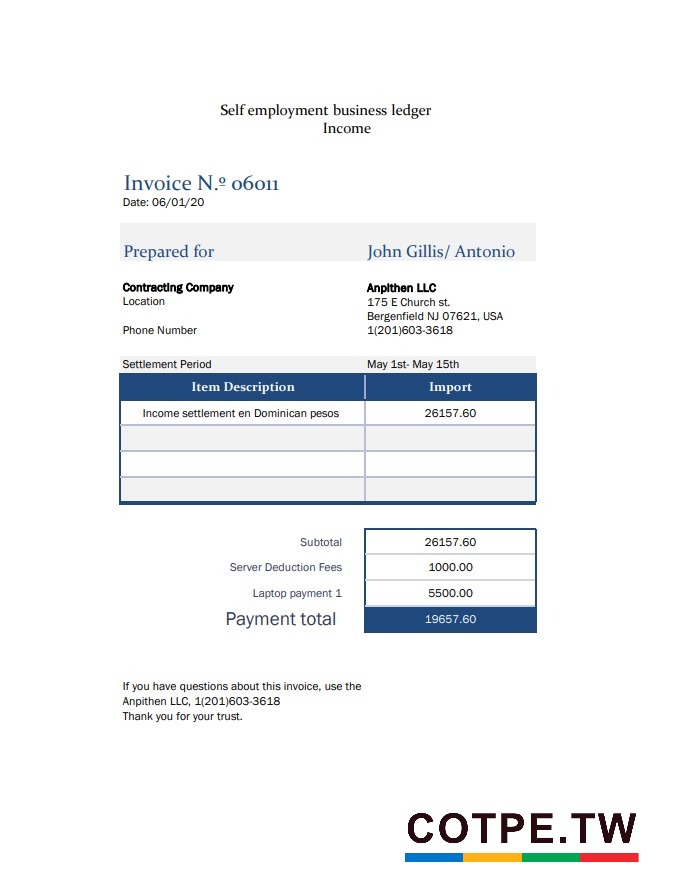 Self employment business ledger
Income
Invoice N.º 06011
Date: 06/01/20
Prepared for John Gillis/ Antonio
Contracting Company Anpithen LLC
Location 175 E Church st.
Bergenfield NJ 07621, USA
Phone Number 1(201)603-3618
Settlement Period May 1st- May 15th
Item Description Import
Income settlement en Dominican pesos 26157.60
Subtotal 26157.60
Server Deduction Fees 1000.00
Laptop payment 1 5500.00
Payment total 19657.60
If you have questions about this invoice, use the
Anpithen LLC, 1(201)603-3618
Thank you for your trust.
COTPE.TW